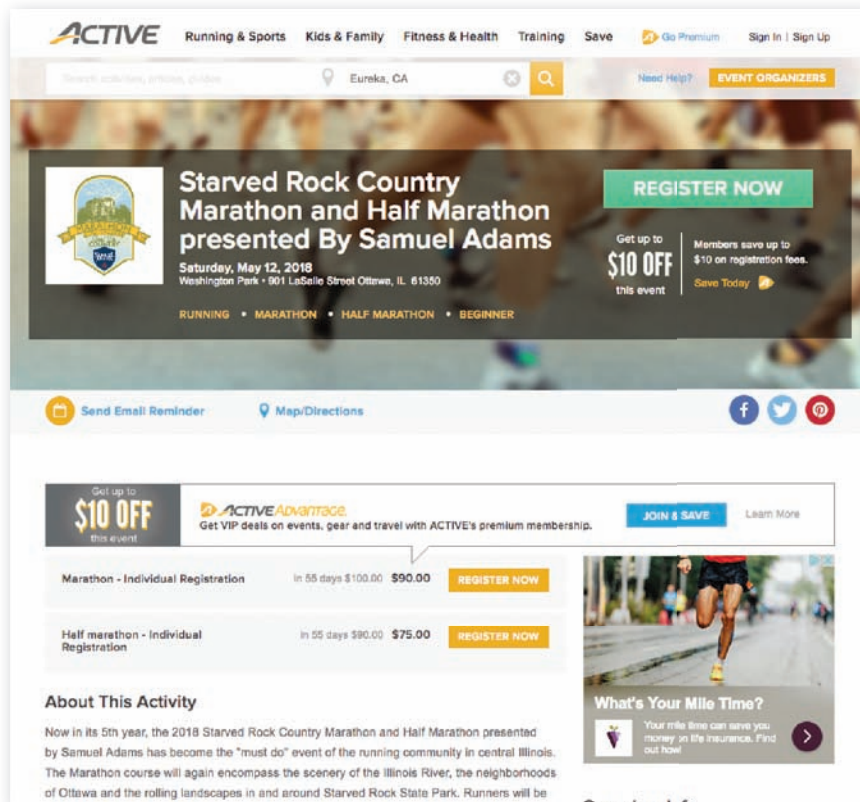 ACTIVE
Running & Sports Kids & Family Fitness & Health Training Save Go Premium Sign In | Sign Up
Search activities, articles, guides Eureka, CA Need Help? EVENT ORGANIZERS
MARATHON
Starved Rock Country
Marathon and Half Marathon
presented By Samuel Adams
Saturday, May 12, 2018
Washington Park • 901 LaSalle Street Ottawa, IL 61350
RUNNING • MARATHON • HALF MARATHON • BEGINNER
REGISTER NOW
Get up to
$10 OFF
this event
Members save up to
$10 on registration fees.
Save Today
Send Email Reminder Map/Directions
Get up to
$10 OFF
this event
ACTIVE Advantage
Get VIP deals on events, gear and travel with ACTIVE's premium membership.
JOIN & SAVE Learn More
Marathon - Individual Registration in 55 days $100.00 $90.00 REGISTER NOW
Half marathon - Individual
Registration in 55 days $90.00 $75.00 REGISTER NOW
What's Your Mile Time?
Your mile time can save you
money on life insurance. Find
out how!
About This Activity
Now in its 5th year, the 2018 Starved Rock Country Marathon and Half Marathon presented
by Samuel Adams has become the "must do" event of the running community in central Illinois.
The Marathon course will again encompass the scenery of the Illinois River, the neighborhoods
of Ottawa and the rolling landscapes in and around Starved Rock State Park. Runners will be